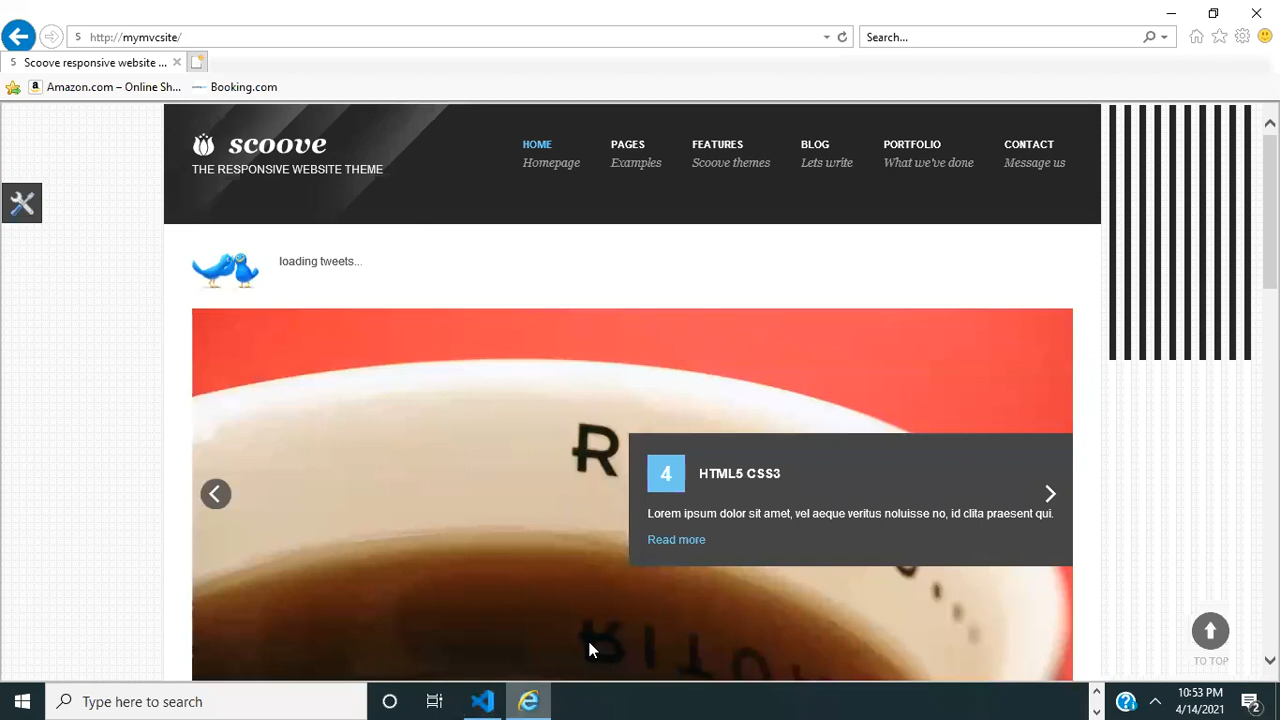 http://mymvcsite/
Search...
Scoove responsive website ...
Amazon.com – Online Sh...
Booking.com
scoove
THE RESPONSIVE WEBSITE THEME
HOME
Homepage
PAGES
Examples
FEATURES
Scoove themes
BLOG
Lets write
PORTFOLIO
What we've done
CONTACT
Message us
loading tweets...
R
4
HTML5 CSS3
Lorem ipsum dolor sit amet, vel aeque veritus noluisse no, id clita praesent qui.
Read more
TO TOP
Type here to search
10:53 PM
4/14/2021
2